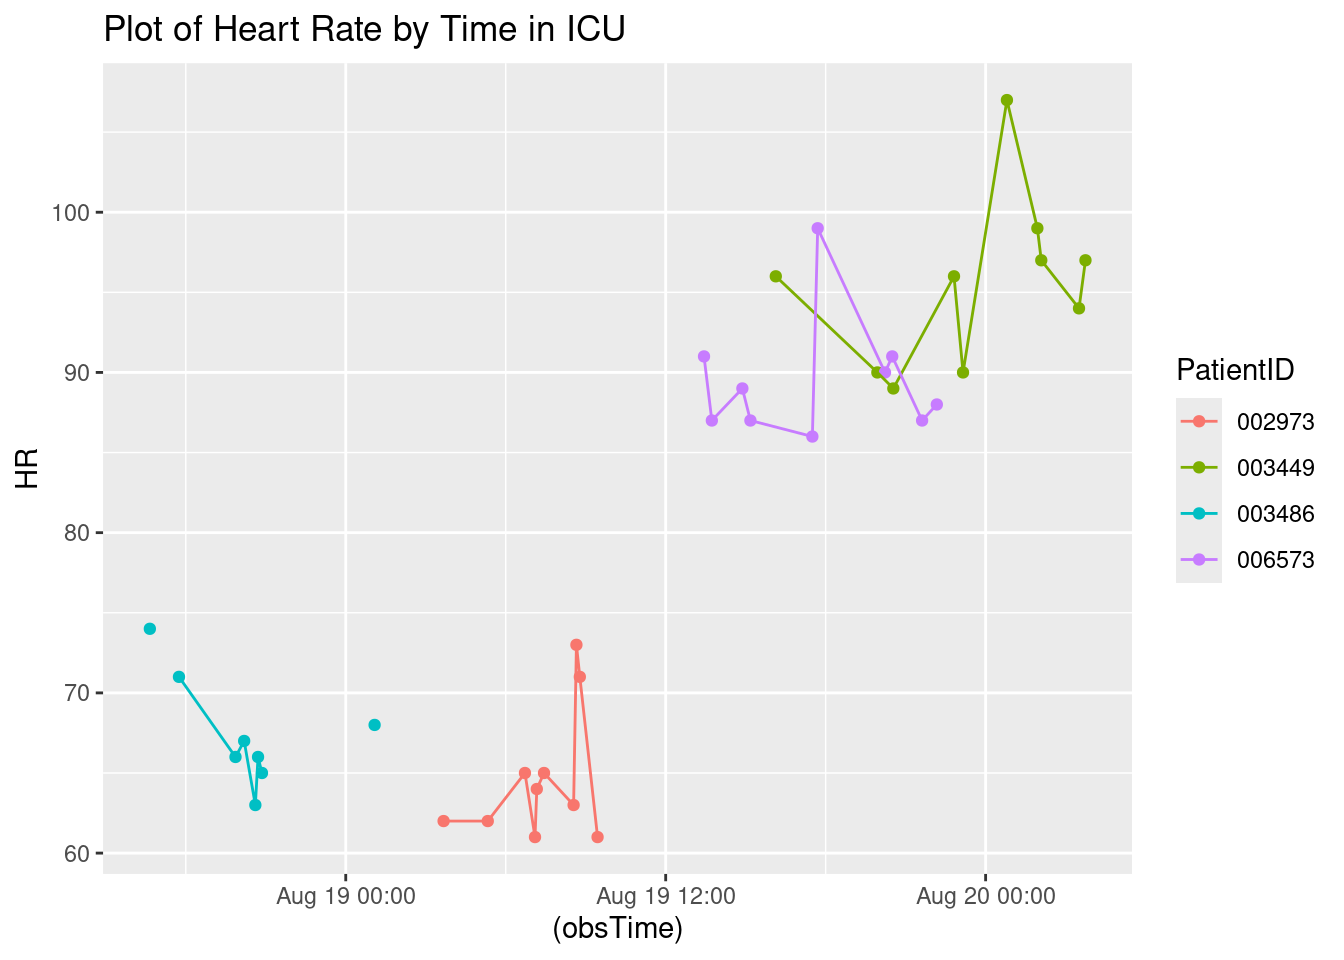 Plot of Heart Rate by Time in ICU
100
90
80
70
60
HR
Aug 19 00:00
Aug 19 12:00
Aug 20 00:00
(obsTime)
PatientID
002973
003449
003486
006573